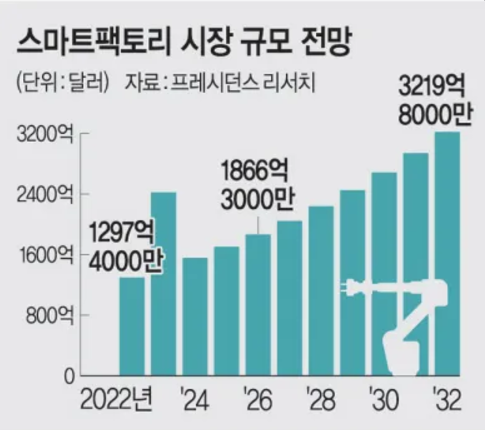 스마트팩토리 시장 규모 전망
(단위:달러) 자료:프레시던스 리서치
3219억
8000만
3200억
1866억
3000만
2400억
1297억
4000만
1600억
800억
0
2022년 '24 '26 '28 '30 '32